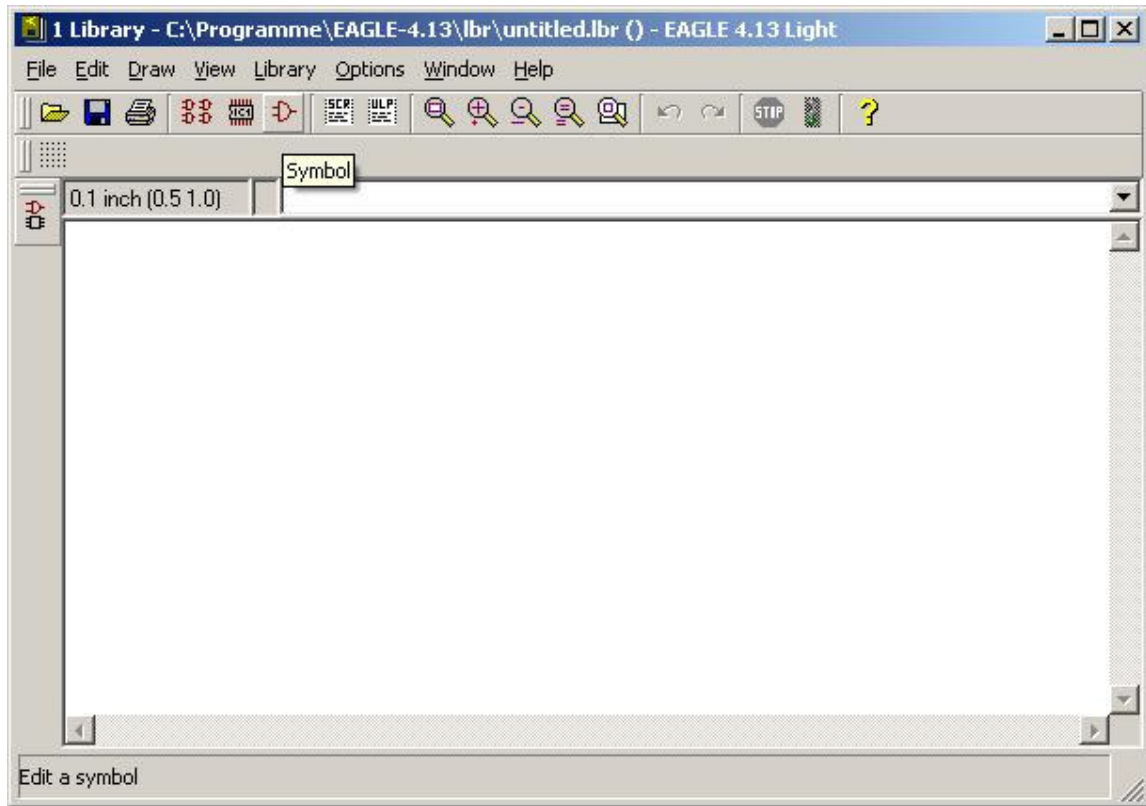 1 Library - C:\Programme\EAGLE-4.13\lbr\untitled.lbr () - EAGLE 4.13 Light
File Edit Draw View Library Options Window Help
IC1 SCR ULP STOP ?
Symbol
0.1 inch (0.5 1.0)
Edit a symbol